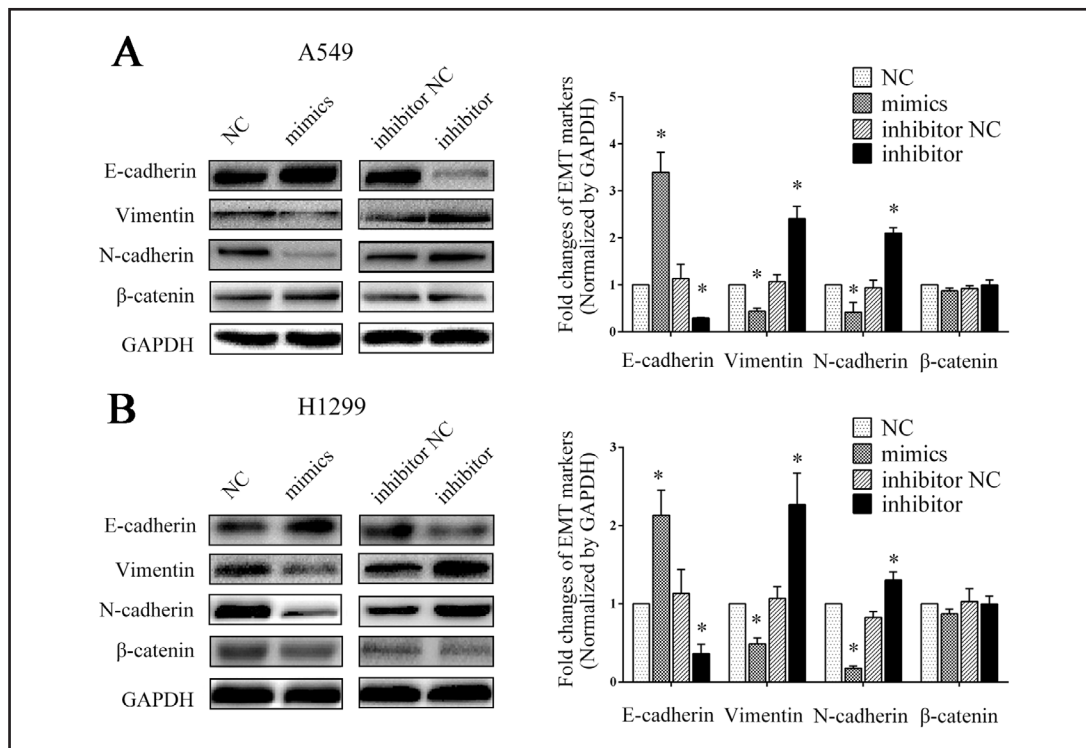 A
A549
NC
mimics
inhibitor NC
inhibitor
E-cadherin
Vimentin
N-cadherin
β-catenin
GAPDH
Fold changes of EMT markers
(Normalized by GAPDH)
5
4
3
2
1
0
NC
mimics
inhibitor NC
inhibitor
*
*
*
*
*
*
E-cadherin Vimentin N-cadherin β-catenin
B
H1299
NC
mimics
inhibitor NC
inhibitor
E-cadherin
Vimentin
N-cadherin
β-catenin
GAPDH
Fold changes of EMT markers
(Normalized by GAPDH)
3
2
1
0
NC
mimics
inhibitor NC
inhibitor
*
*
*
*
*
*
E-cadherin Vimentin N-cadherin β-catenin